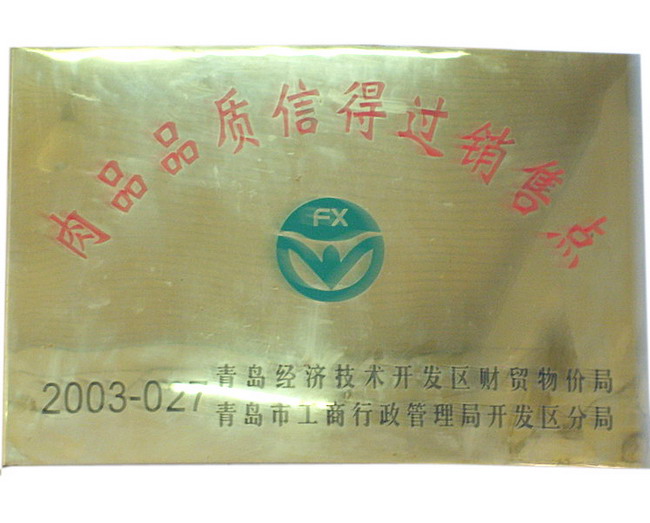 肉品品质信得过销售点
FX
2003-027
青岛经济技术开发区财贸物价局
青岛市工商行政管理局开发区分局